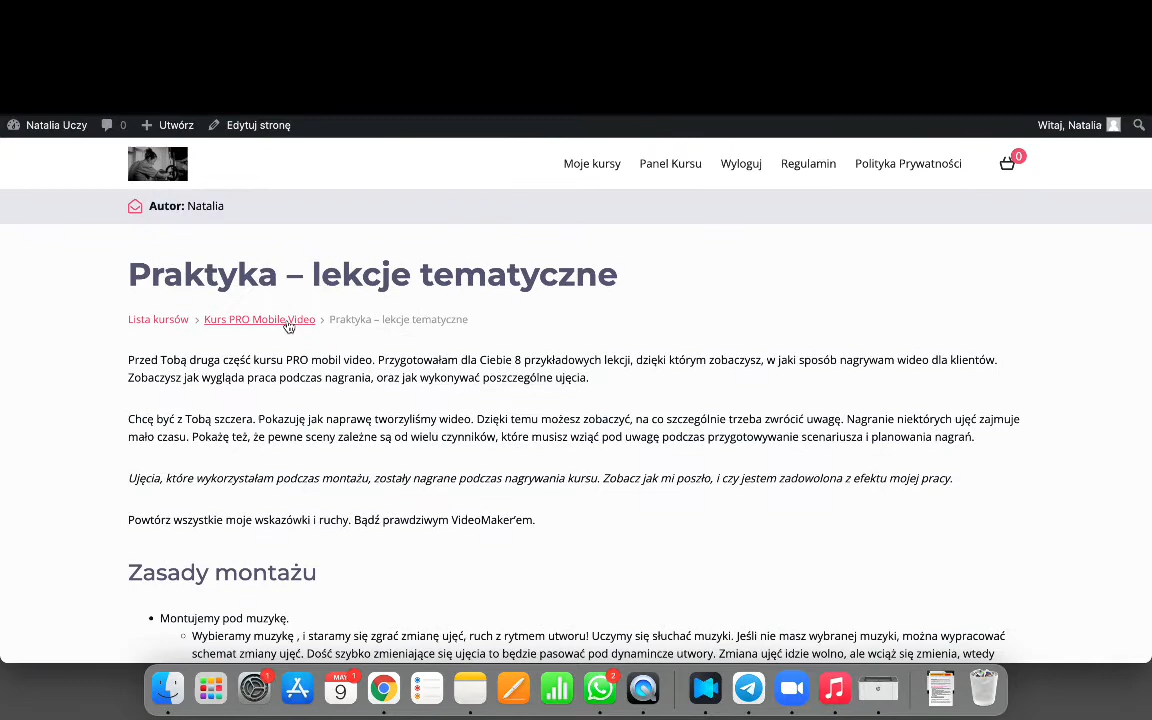 Natalia Uczy 0 Utwórz Edytuj stronę Witaj, Natalia
Moje kursy Panel Kursu Wyloguj Regulamin Polityka Prywatności 0
Autor: Natalia
Praktyka – lekcje tematyczne
Lista kursów > Kurs PRO Mobile Video > Praktyka – lekcje tematyczne
Przed Tobą druga część kursu PRO mobil video. Przygotowałam dla Ciebie 8 przykładowych lekcji, dzięki którym zobaczysz, w jaki sposób nagrywam wideo dla klientów.
Zobaczysz jak wygląda praca podczas nagrania, oraz jak wykonywać poszczególne ujęcia.
Chcę być z Tobą szczera. Pokazuję jak naprawę tworzyliśmy wideo. Dzięki temu możesz zobaczyć, na co szczególnie trzeba zwrócić uwagę. Nagranie niektórych ujęć zajmuje
mało czasu. Pokażę też, że pewne sceny zależne są od wielu czynników, które musisz wziąć pod uwagę podczas przygotowywanie scenariusza i planowania nagrań.
Ujęcia, które wykorzystałam podczas montażu, zostały nagrane podczas nagrywania kursu. Zobacz jak mi poszło, i czy jestem zadowolona z efektu mojej pracy.
Powtórz wszystkie moje wskazówki i ruchy. Bądź prawdziwym VideoMaker'em.
Zasady montażu
Montujemy pod muzykę.
Wybieramy muzykę , i staramy się zgrać zmianę ujęć, ruch z rytmem utworu! Uczymy się słuchać muzyki. Jeśli nie masz wybranej muzyki, można wypracować
schemat zmiany ujęć. Dość szybko zmieniające się ujęcia to będzie pasować pod dynamincze utwory. Zmiana ujęć idzie wolno, ale wciąż się zmienia, wtedy
1 MAY 9 1 2